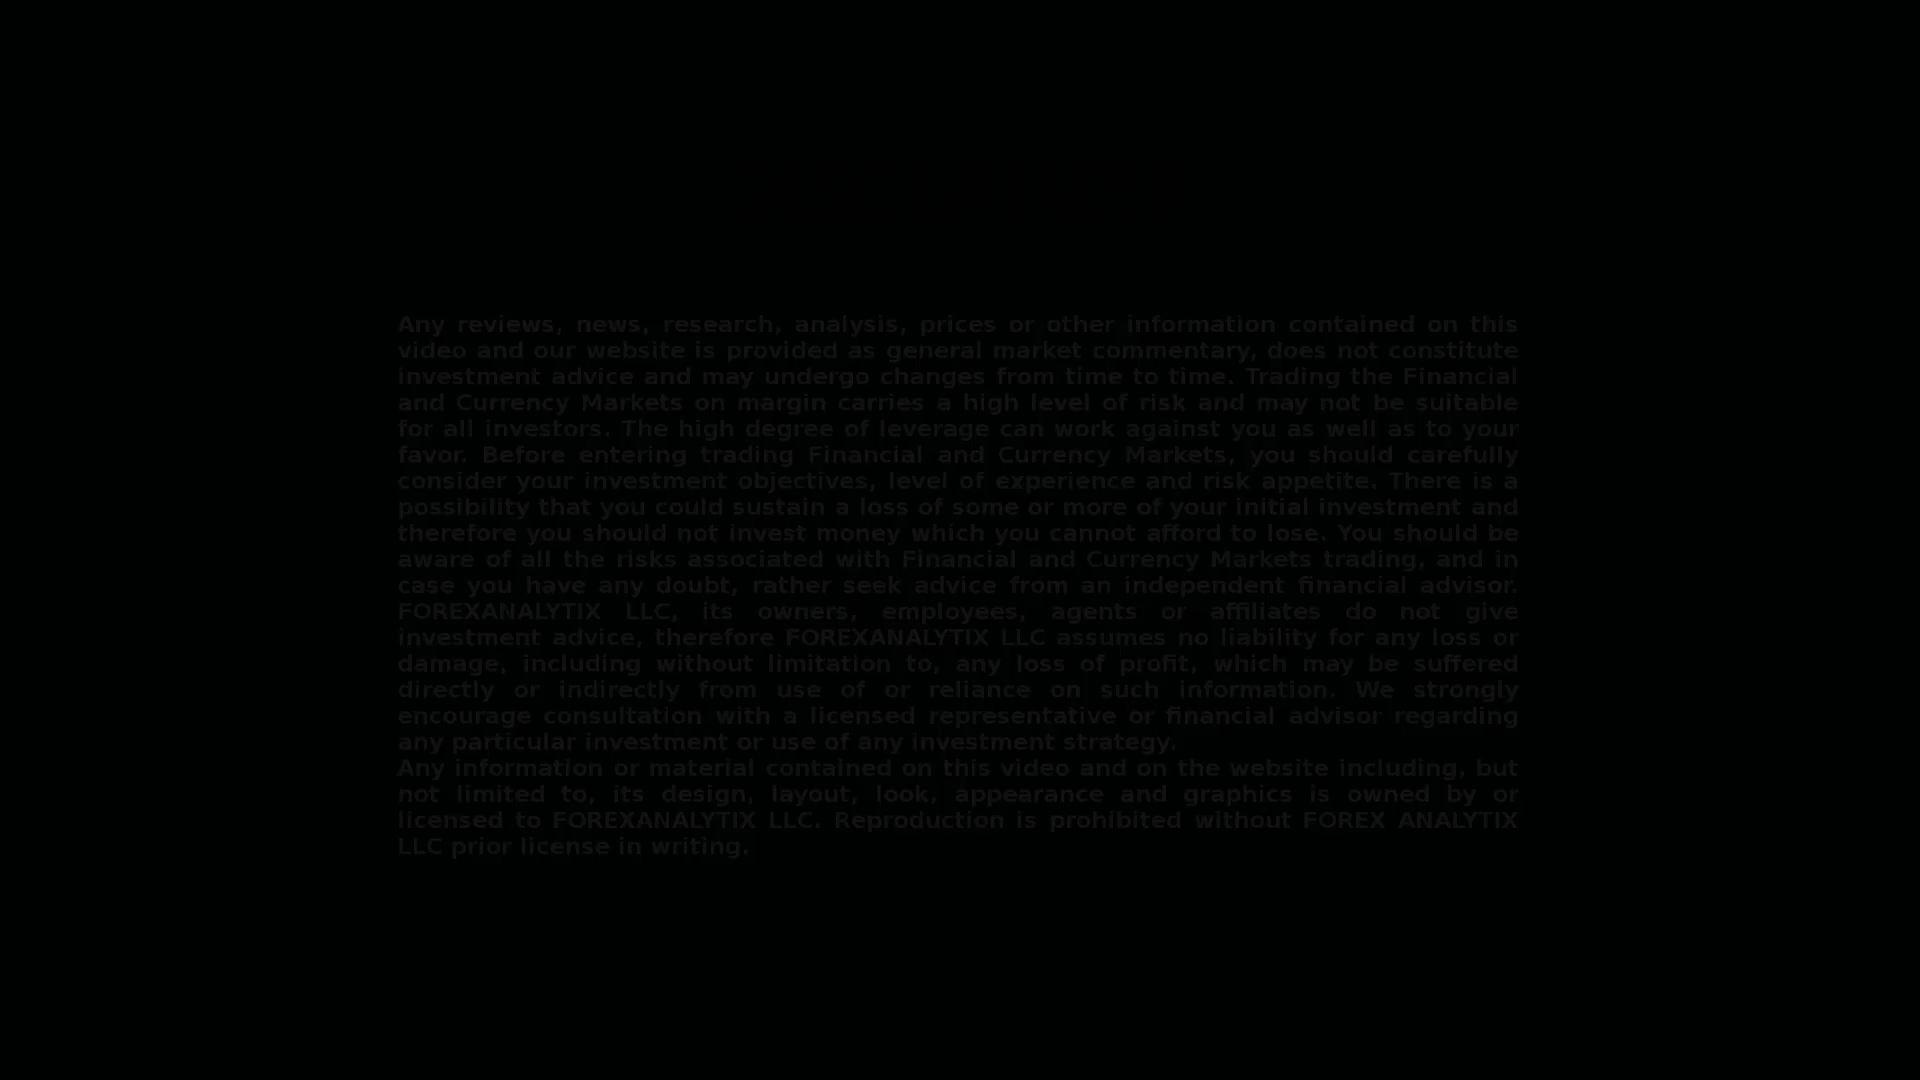 Any reviews, news, research, analysis, prices or other information contained on this
video and our website is provided as general market commentary, does not constitute
investment advice and may undergo changes from time to time. Trading the Financial
and Currency Markets on margin carries a high level of risk and may not be suitable
for all investors. The high degree of leverage can work against you as well as to your
favor. Before entering trading Financial and Currency Markets, you should carefully
consider your investment objectives, level of experience and risk appetite. There is a
possibility that you could sustain a loss of some or more of your initial investment and
therefore you should not invest money which you cannot afford to lose. You should be
aware of all the risks associated with Financial and Currency Markets trading, and in
case you have any doubt, rather seek advice from an independent financial advisor.
FOREXANALYTIX LLC, its owners, employees, agents or affiliates do not give
investment advice, therefore FOREXANALYTIX LLC assumes no liability for any loss or
damage, including without limitation to, any loss of profit, which may be suffered
directly or indirectly from use of or reliance on such information. We strongly
encourage consultation with a licensed representative or financial advisor regarding
any particular investment or use of any investment strategy.
Any information or material contained on this video and on the website including, but
not limited to, its design, layout, look, appearance and graphics is owned by or
licensed to FOREXANALYTIX LLC. Reproduction is prohibited without FOREX ANALYTIX
LLC prior license in writing.